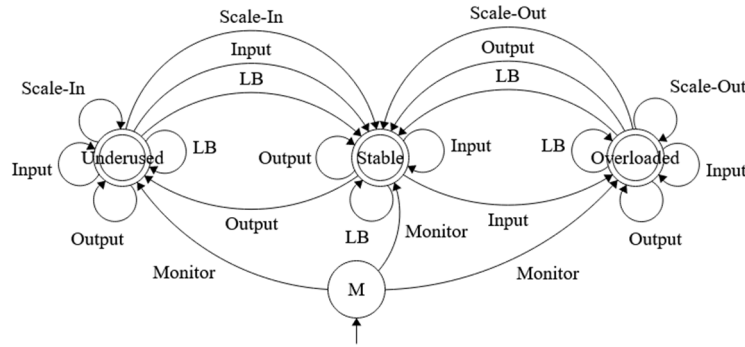 Scale-In
Scale-Out
Input
Output
LB
LB
Scale-In
Scale-Out
LB
Output
Input
LB
Underused
Stable
Overloaded
Input
Input
Output
Output
Input
LB
Output
Monitor
Monitor
Monitor
M